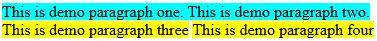 This is demo paragraph one. This is demo paragraph two.
This is demo paragraph three This is demo paragraph four